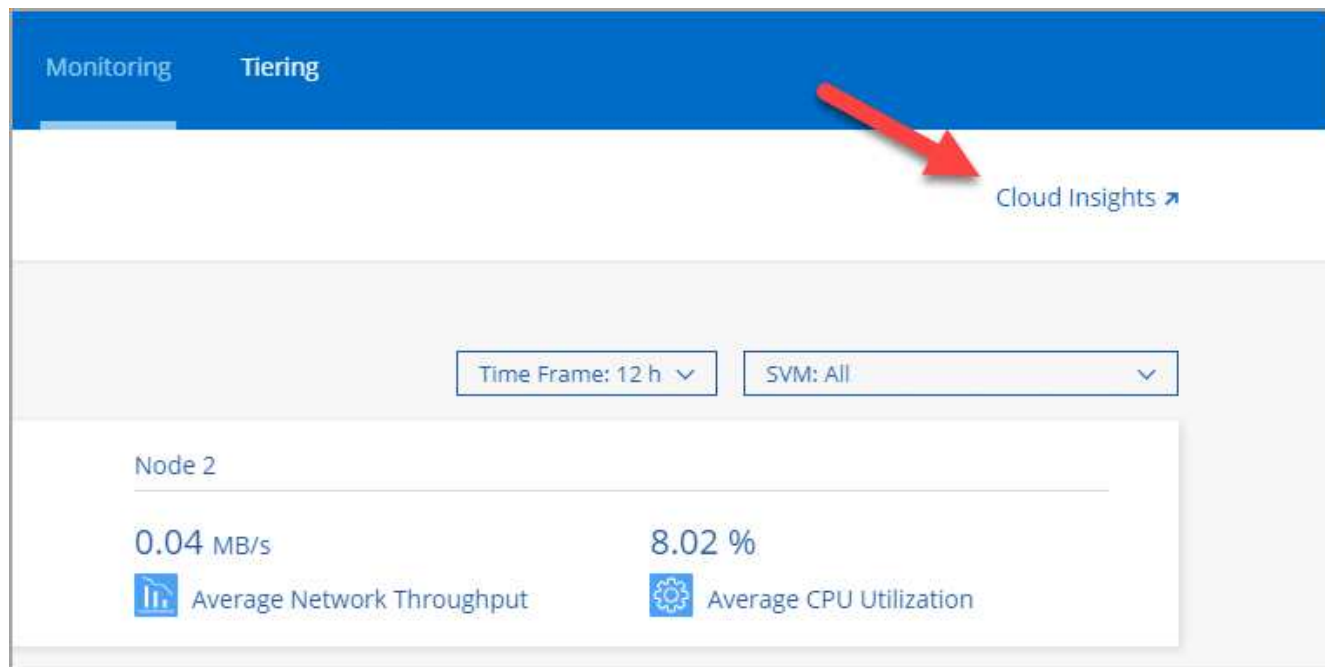 Monitoring Tiering
Cloud Insights
Time Frame: 12 h SVM: All
Node 2
0.04 MB/s 8.02 %
Average Network Throughput Average CPU Utilization